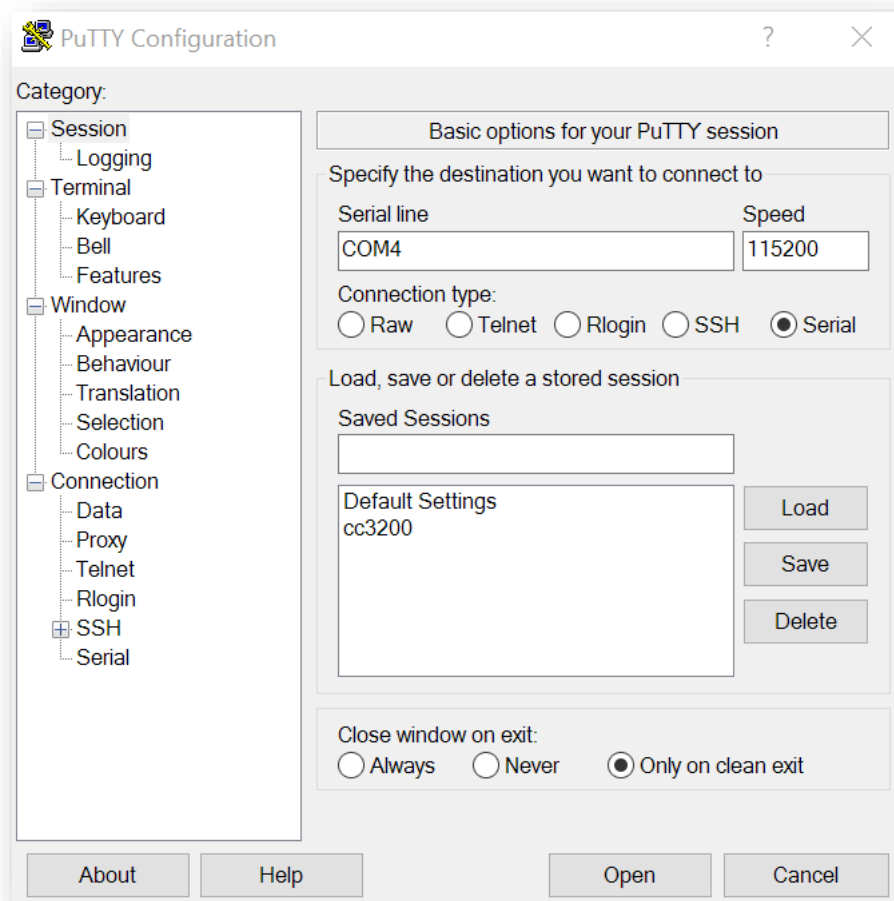 PuTTY Configuration
?
Category:
Session
Logging
Terminal
Keyboard
Bell
Features
Window
Appearance
Behaviour
Translation
Selection
Colours
Connection
Data
Proxy
Telnet
Rlogin
SSH
Serial
Basic options for your PuTTY session
Specify the destination you want to connect to
Serial line Speed
COM4 115200
Connection type:
Raw Telnet Rlogin SSH Serial
Load, save or delete a stored session
Saved Sessions
Default Settings
cc3200
Load
Save
Delete
Close window on exit:
Always Never Only on clean exit
About Help Open Cancel